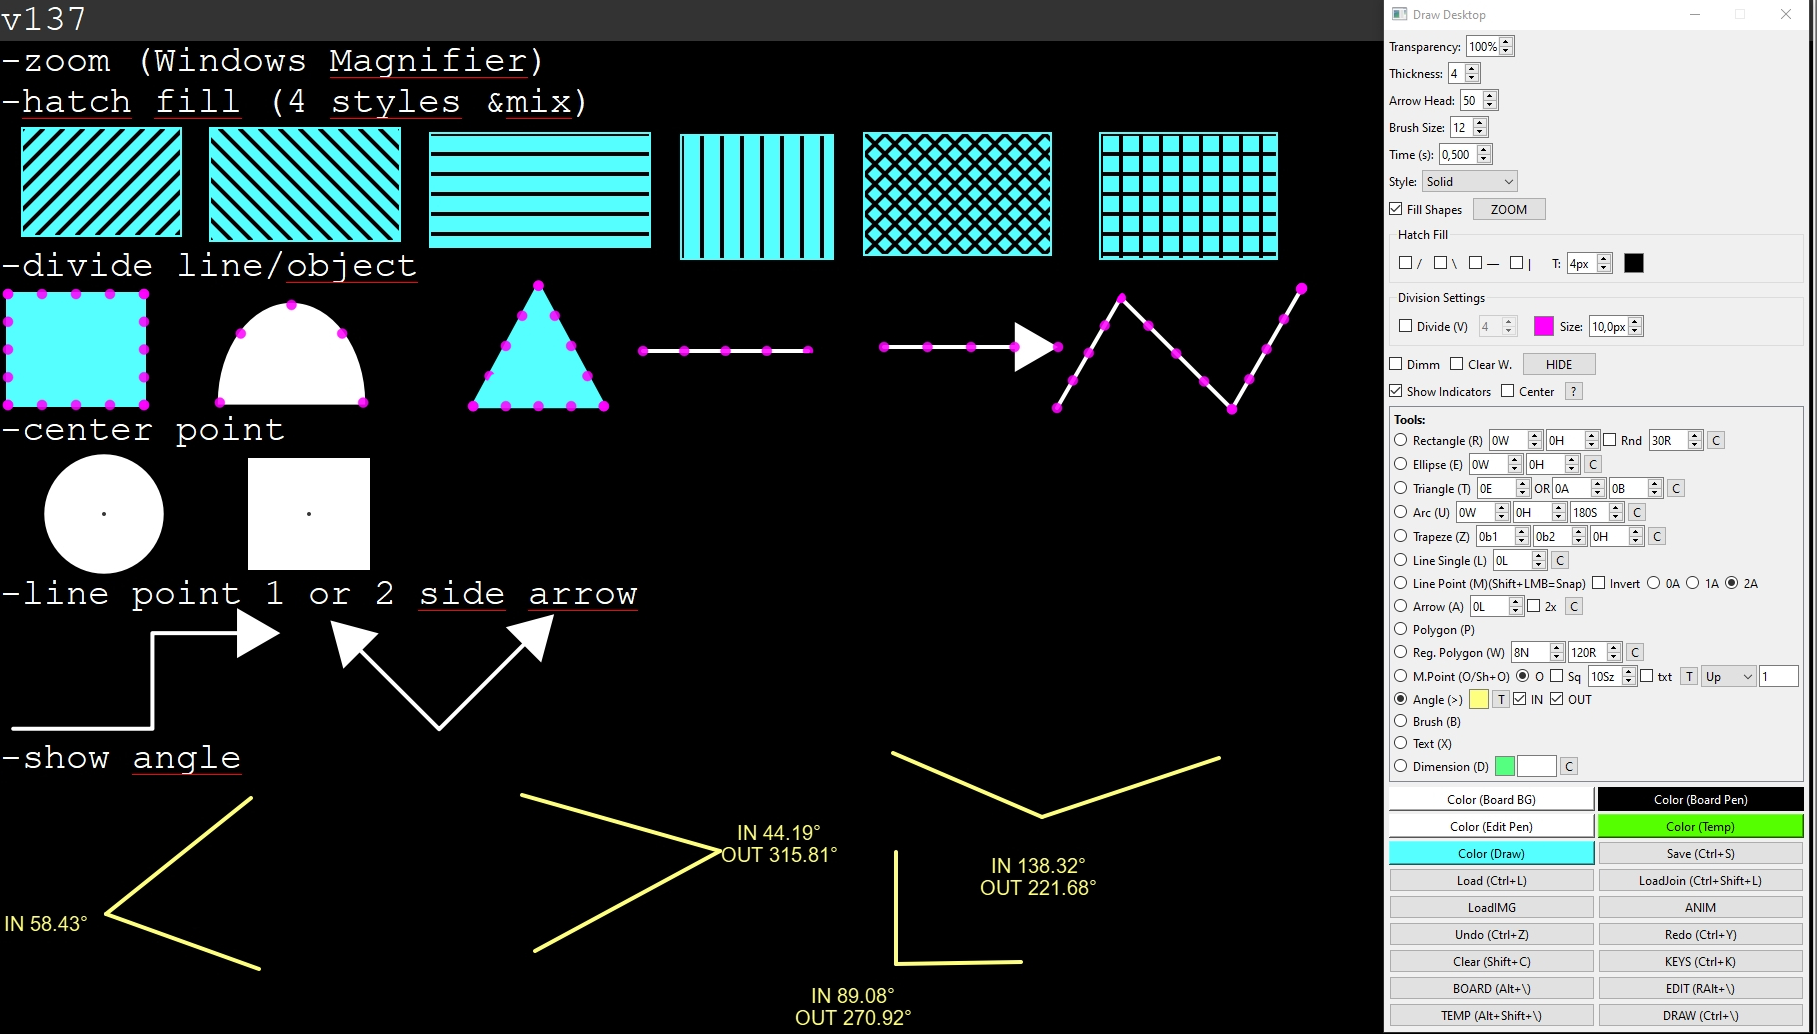 v137
-zoom (Windows Magnifier)
-hatch fill (4 styles &mix)
-divide line/object
-center point
-line point 1 or 2 side arrow
-show angle
IN 58.43°
IN 44.19°
OUT 315.81°
IN 138.32°
OUT 221.68°
IN 89.08°
OUT 270.92°
Draw Desktop
Transparency: 100%
Thickness: 4
Arrow Head: 50
Brush Size: 12
Time (s): 0,500
Style: Solid
Fill Shapes ZOOM
Hatch Fill
/ \ — | T: 4px
Division Settings
Divide (V) 4 Size: 10,0px
Dimm Clear W. HIDE
Show Indicators Center ?
Tools:
Rectangle (R) 0W 0H Rnd 30R C
Ellipse (E) 0W 0H C
Triangle (T) 0E OR 0A 0B C
Arc (U) 0W 0H 180S C
Trapeze (Z) 0b1 0b2 0H C
Line Single (L) 0L C
Line Point (M)(Shift+LMB=Snap) Invert 0A 1A 2A
Arrow (A) 0L 2x C
Polygon (P)
Reg. Polygon (W) 8N 120R C
M.Point (O/Sh+O) O Sq 10Sz txt T Up 1
Angle (>) T IN OUT
Brush (B)
Text (X)
Dimension (D) C
Color (Board BG) Color (Board Pen)
Color (Edit Pen) Color (Temp)
Color (Draw) Save (Ctrl+S)
Load (Ctrl+L) LoadJoin (Ctrl+Shift+L)
LoadIMG ANIM
Undo (Ctrl+Z) Redo (Ctrl+Y)
Clear (Shift+C) KEYS (Ctrl+K)
BOARD (Alt+\) EDIT (RAlt+\)
TEMP (Alt+Shift+\) DRAW (Ctrl+\)